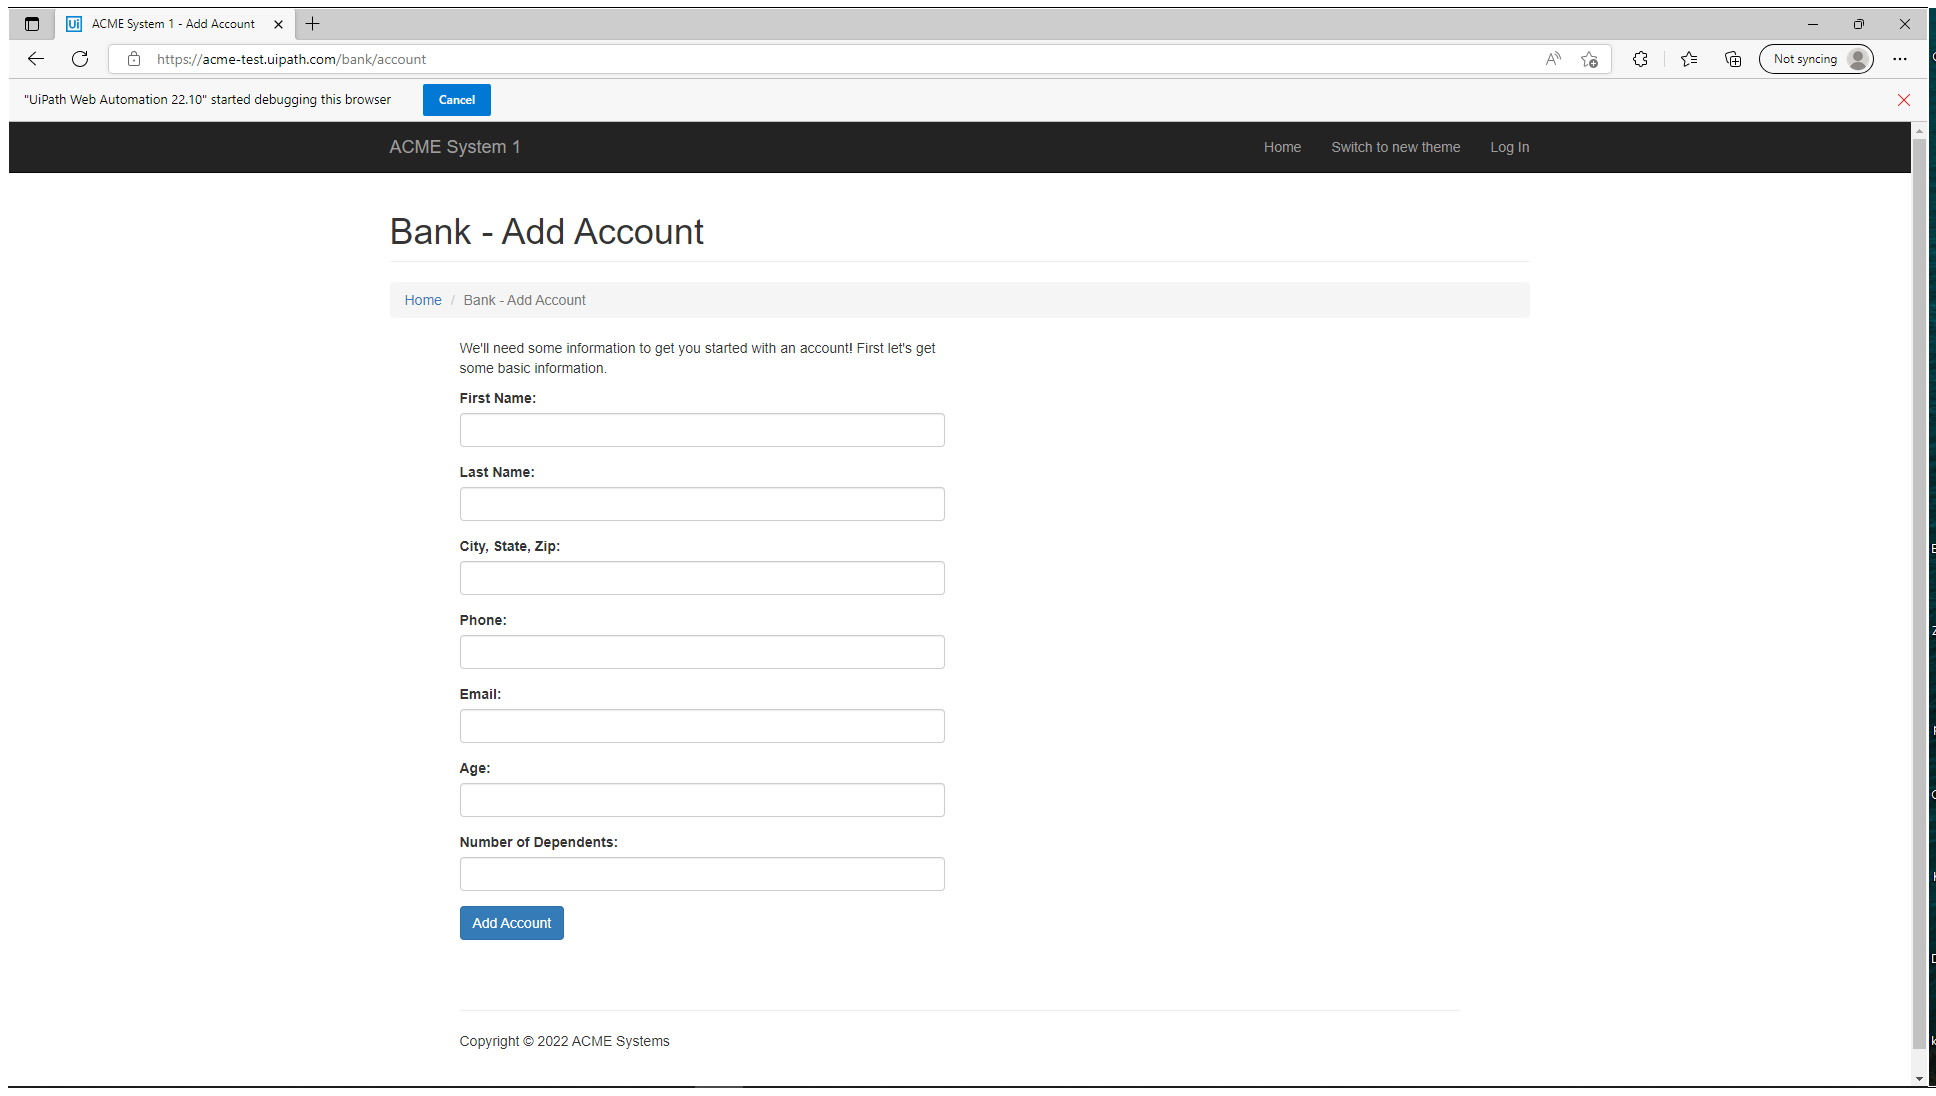 Ui ACME System 1 - Add Account
https://acme-test.uipath.com/bank/account
Not syncing
"UiPath Web Automation 22.10" started debugging this browser
Cancel
ACME System 1
Home
Switch to new theme
Log In
Bank - Add Account
Home / Bank - Add Account
We'll need some information to get you started with an account! First let's get
some basic information.
First Name:
Last Name:
City, State, Zip:
Phone:
Email:
Age:
Number of Dependents:
Add Account
Copyright © 2022 ACME Systems